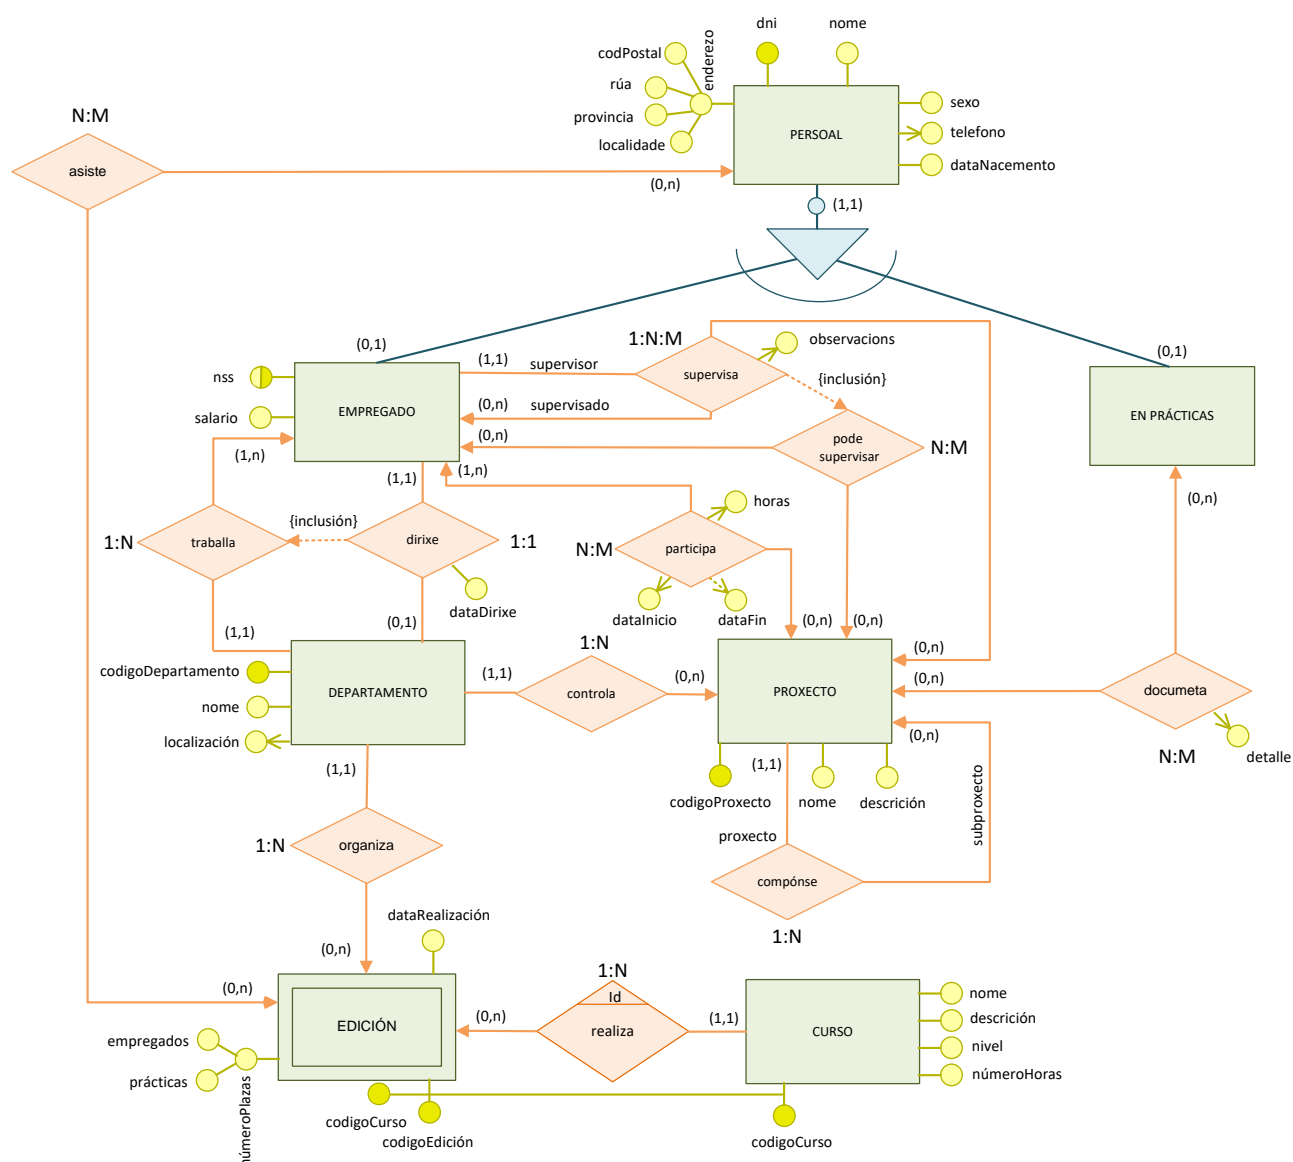 dni
nome
codPostal
enderezo
rúa
provincia
localidade
PERSOAL
sexo
telefono
dataNacemento
N:M
asiste
(0,n)
(1,1)
(0,1)
1:N:M
observacions
(0,1)
(1,1)
supervisor
supervisa
{inclusión}
nss
salario
EMPREGADO
(0,n)
supervisado
(0,n)
pode
supervisar
N:M
EN PRÁCTICAS
(1,n)
(1,n)
(1,1)
(0,n)
horas
{inclusión}
1:N
traballa
dirixe
1:1
N:M
participa
dataDirixe
dataInicio
dataFin
(1,1)
(0,1)
(0,n)
(0,n)
1:N
(0,n)
codigoDepartamento
DEPARTAMENTO
(1,1)
controla
(0,n)
PROXECTO
(0,n)
documeta
nome
localización
(0,n)
(1,1)
(1,1)
N:M
detalle
codigoProxecto
nome
descrición
subproxecto
proxecto
1:N
organiza
compónse
1:N
dataRealización
(0,n)
(0,n)
1:N
Id
nome
EDICIÓN
(0,n)
realiza
(1,1)
CURSO
descrición
nivel
númeroHoras
empregados
prácticas
númeroPlazas
codigoCurso
codigoEdición
codigoCurso